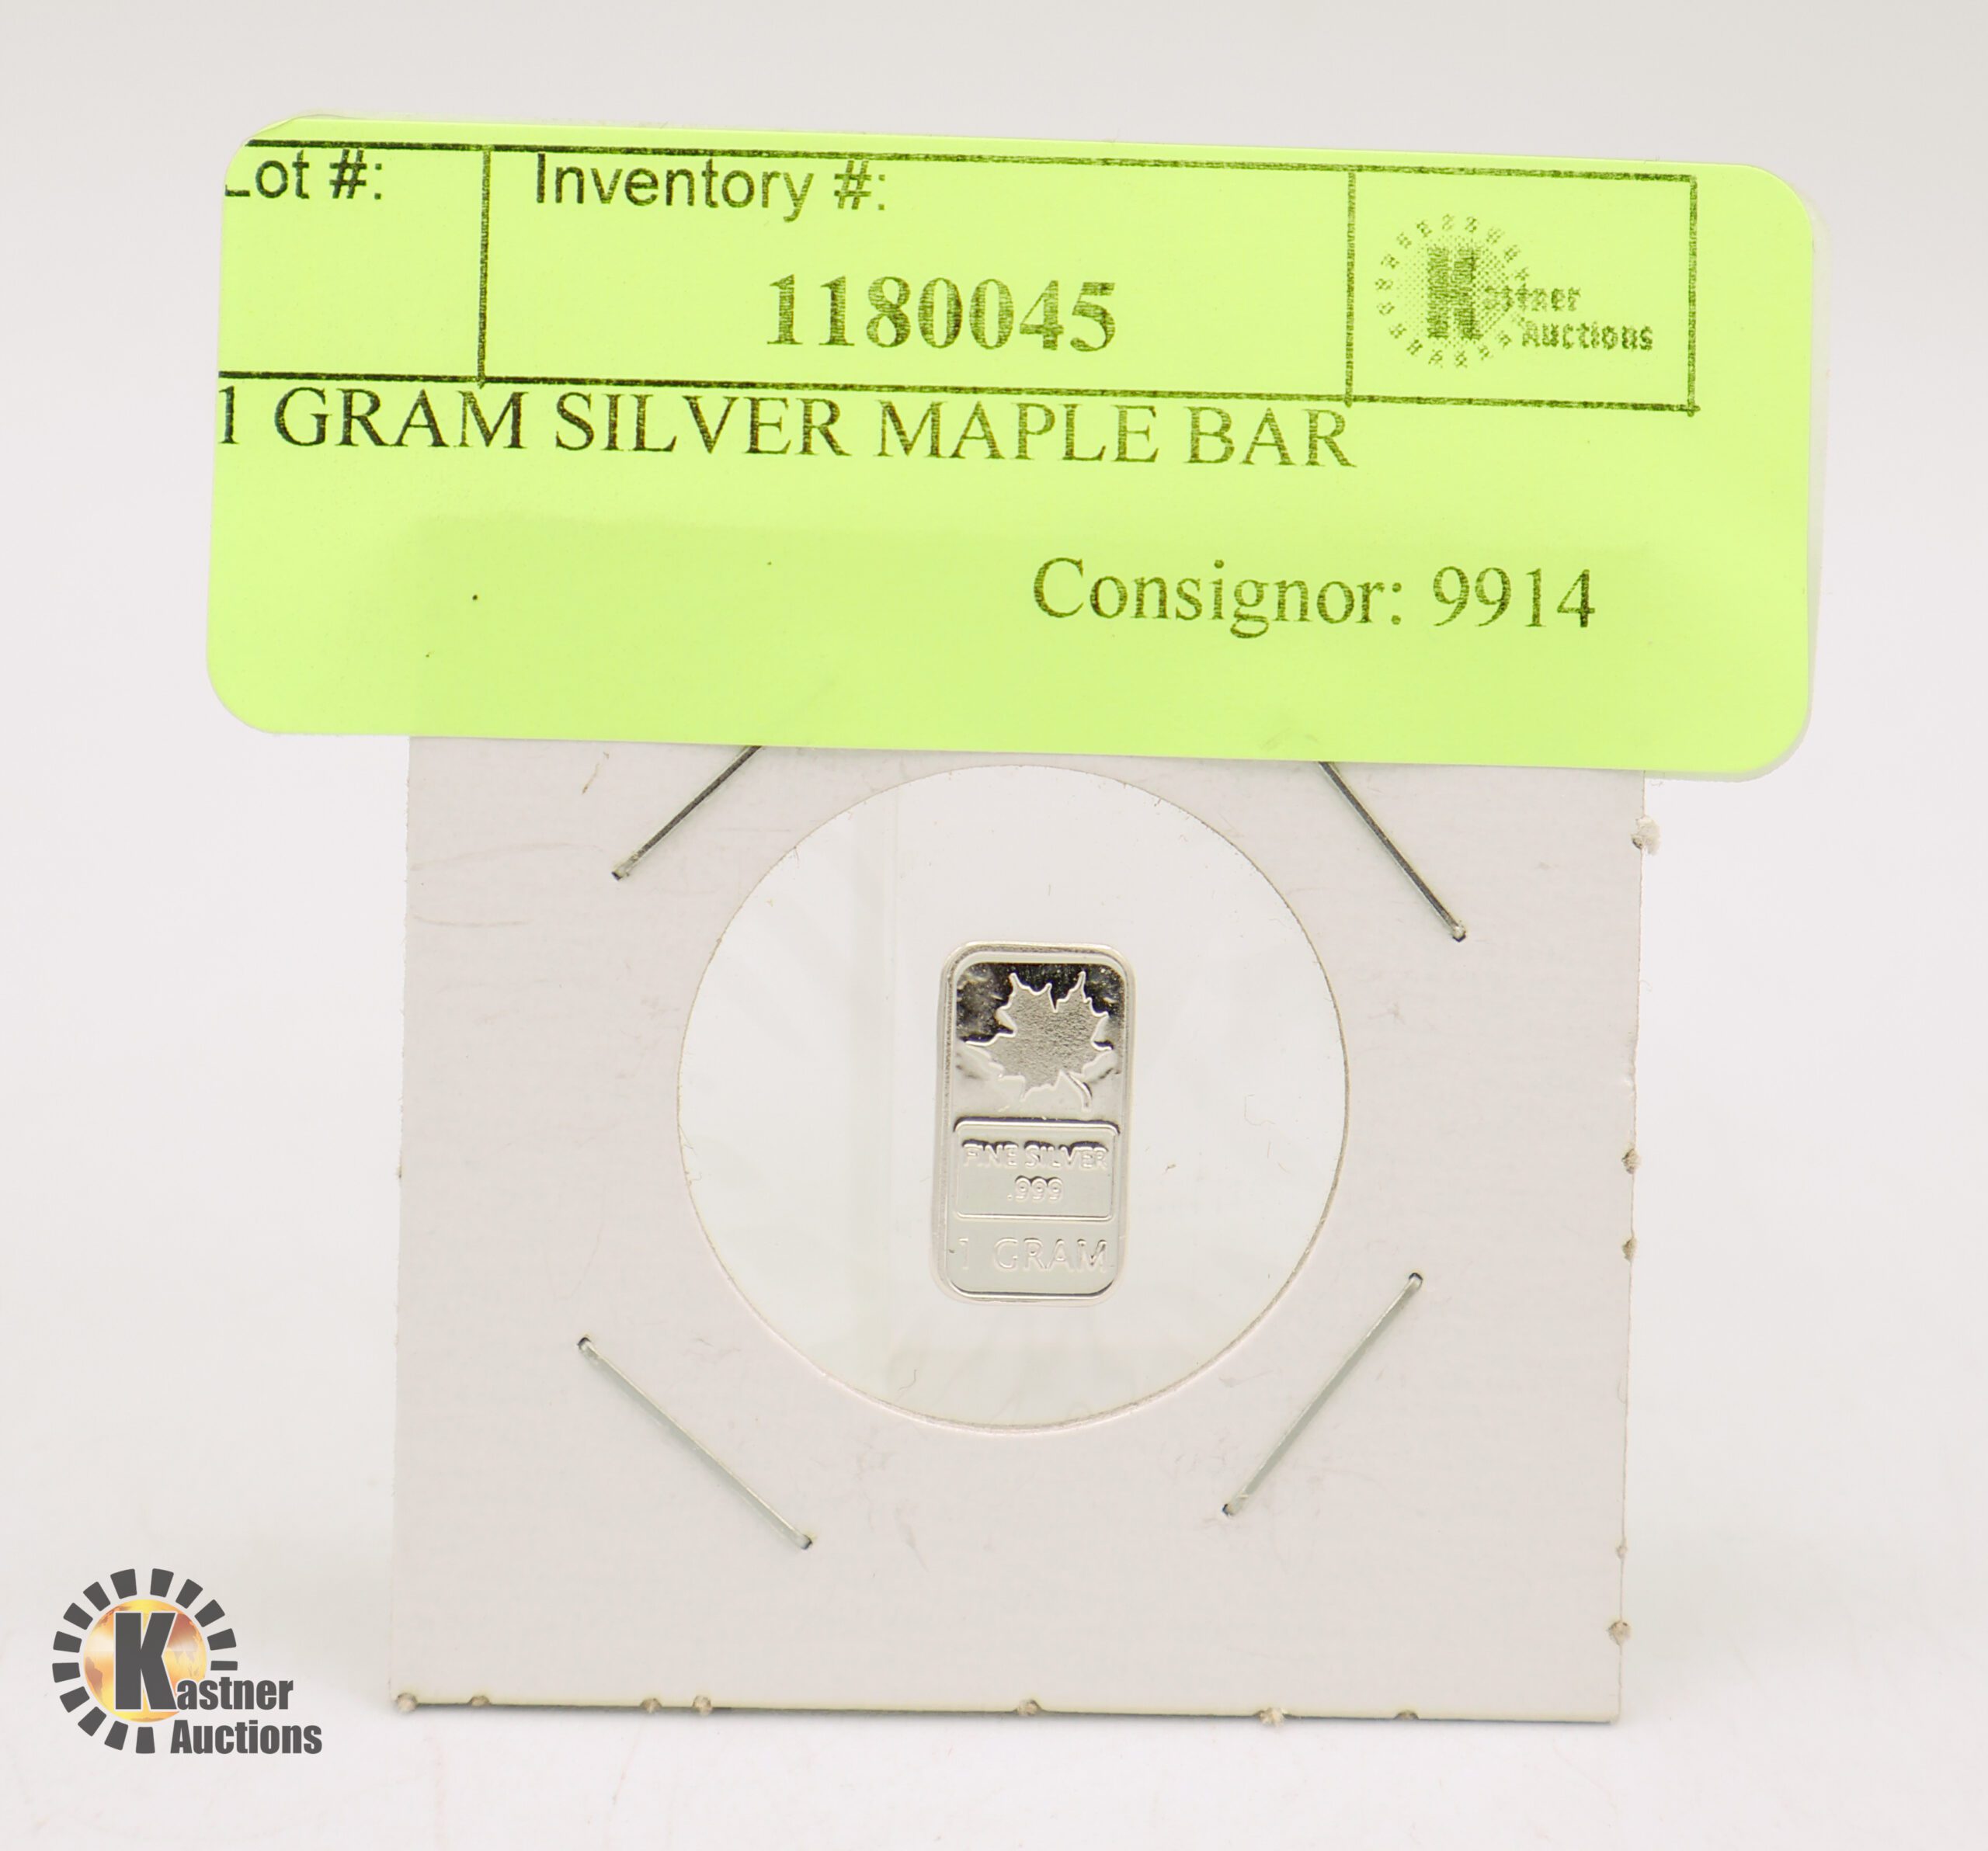 Lot #:
Inventory #:
1180045
Kastner
Auctions
1 GRAM SILVER MAPLE BAR
Consignor: 9914
FINE SILVER
.999
1 GRAM
Kastner
Auctions